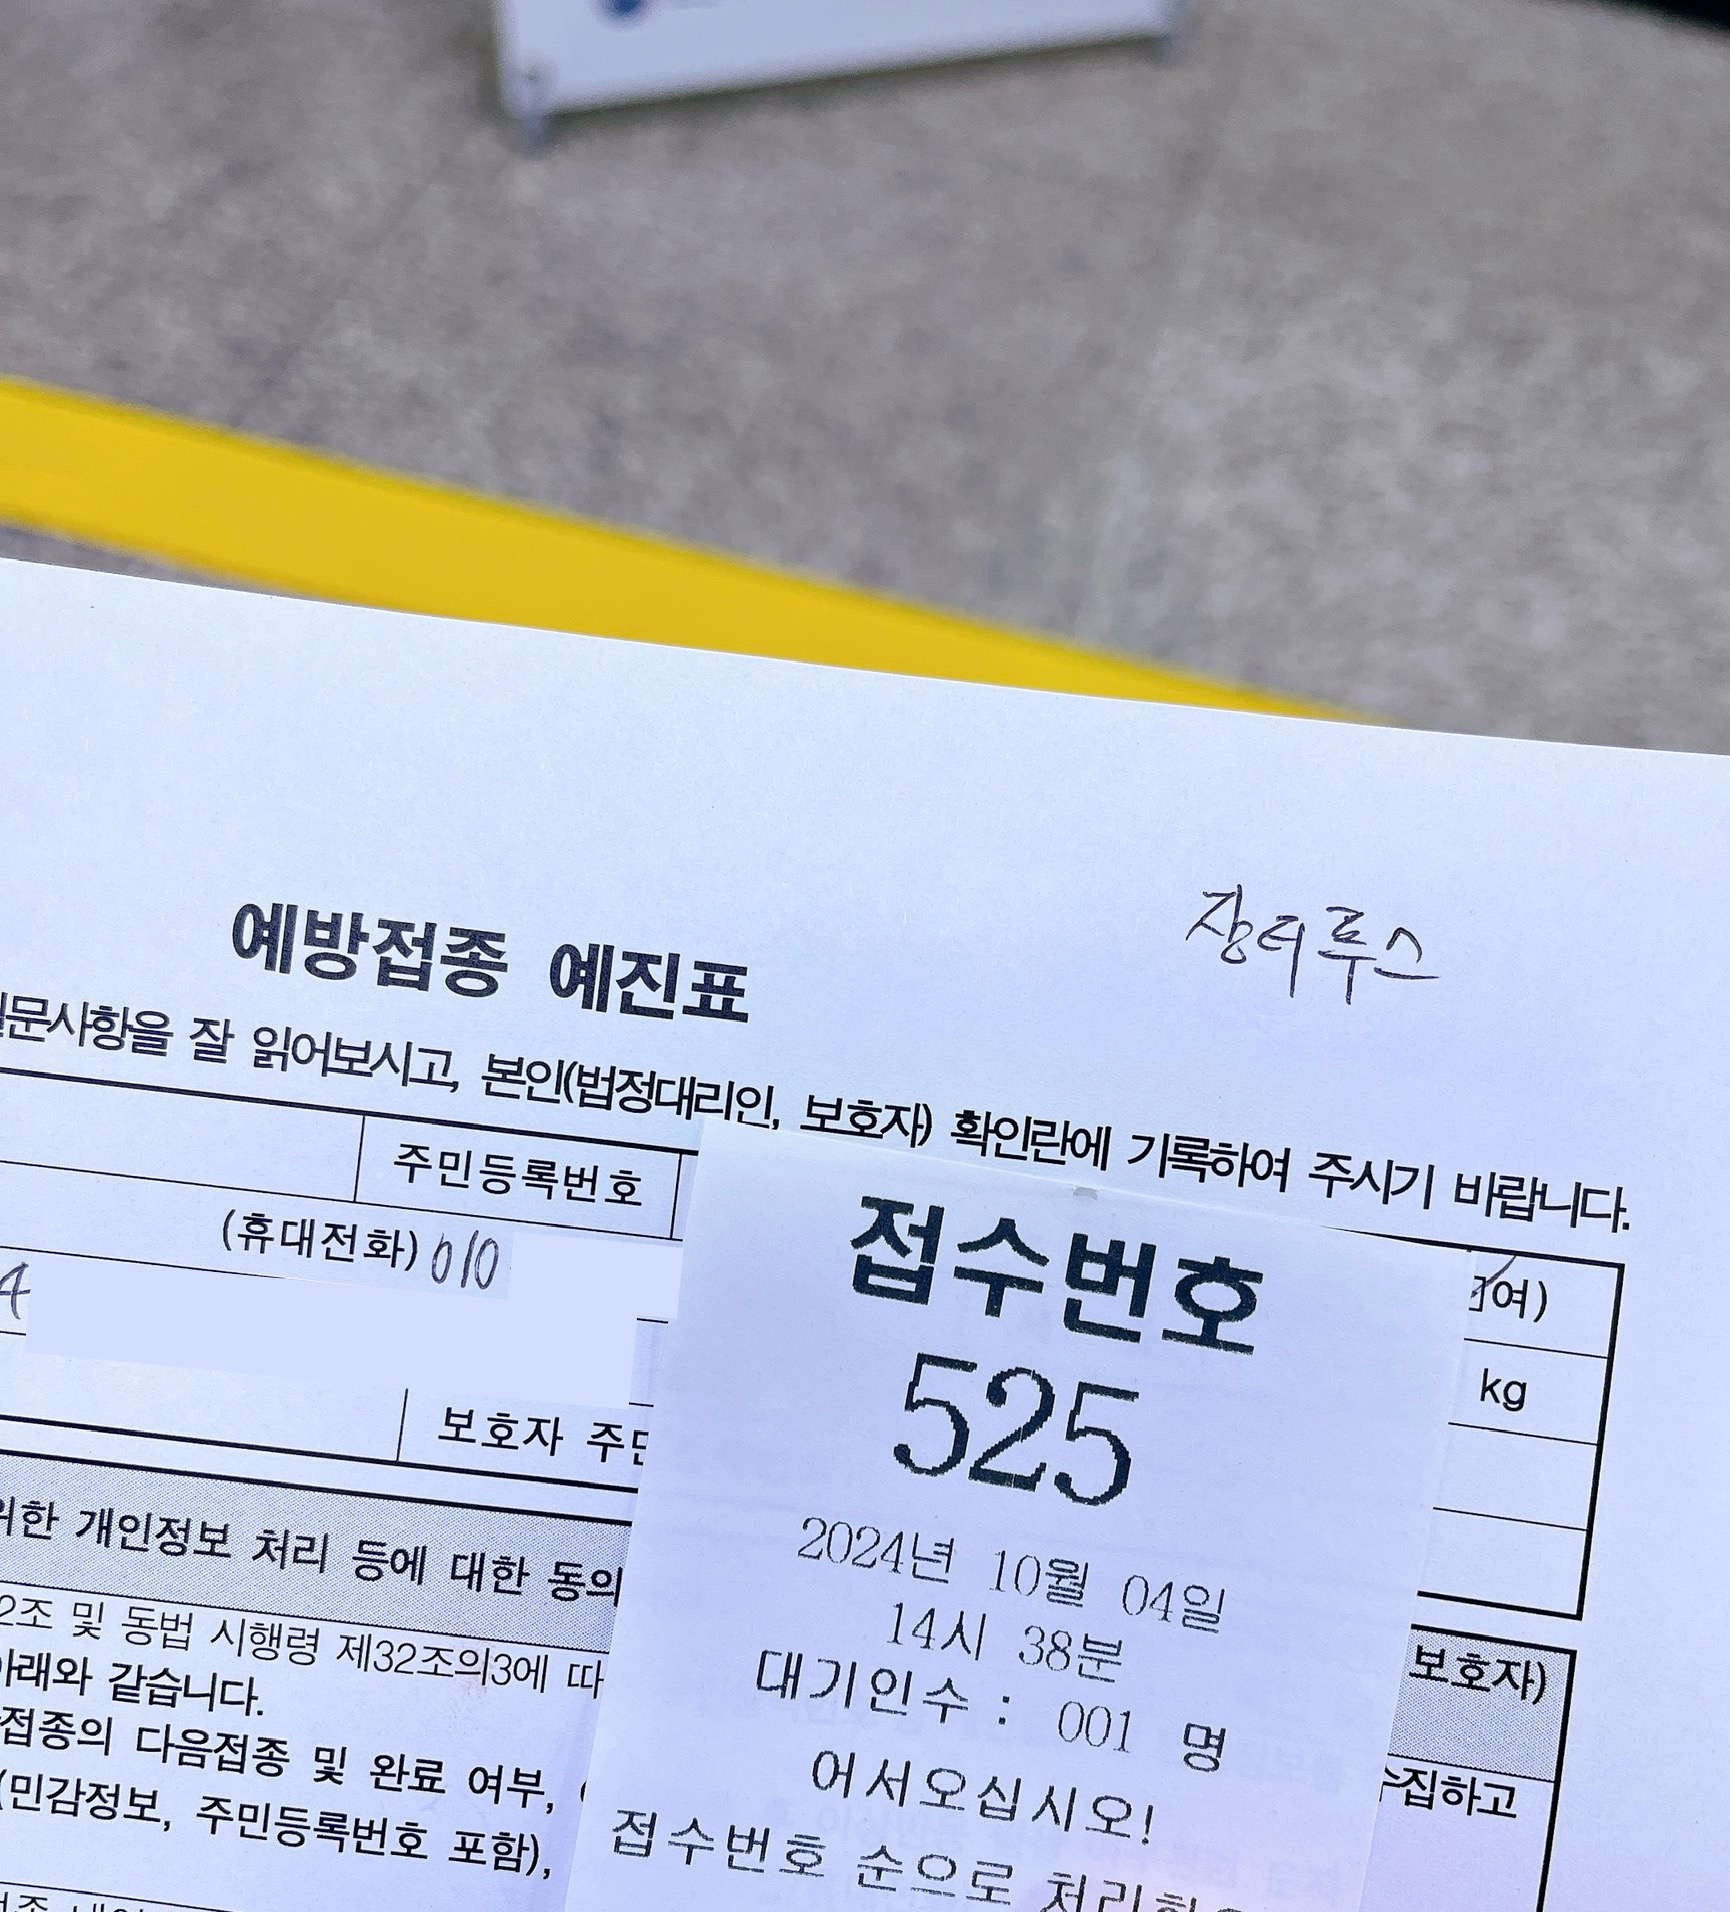 장티푸스
예방접종 예진표
질문사항을 잘 읽어보시고, 본인(법정대리인, 보호자) 확인란에 기록하여 주시기 바랍니다.
주민등록번호
여)
(휴대전화) 010
4
kg
보호자
접수번호
525
2024년 10월 04일
14시 38분
대기인수 : 001 명
어서오십시오!
접수번호 순으로
위한 개인정보 처리 등에 대한 동의
보호자)
2조 및 동법 시행령 제32조의3에 따
아래와 같습니다.
접종의 다음접종 및 완료 여부,
수집하고
(민감정보, 주민등록번호 포함),